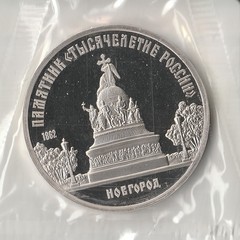 ПАМЯТНИК «ТЫСЯЧЕЛЕТИЕ РОССИИ»
1862
НОВГОРОД